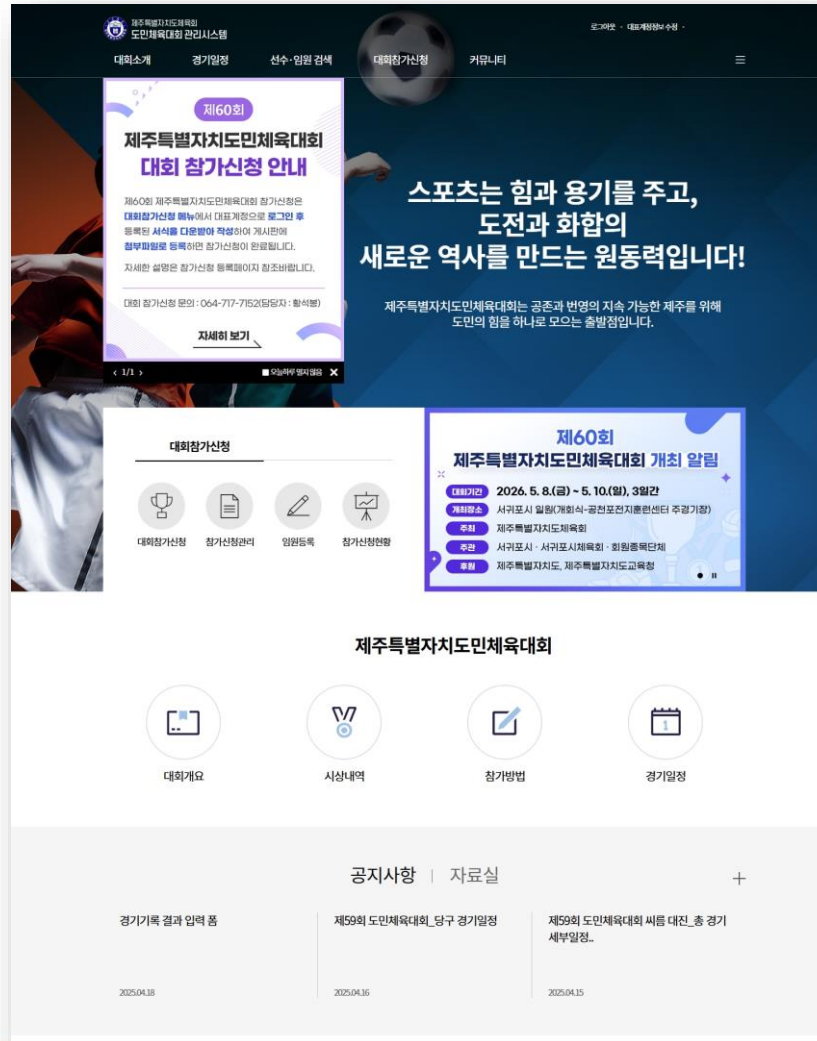 제주특별자치도체육회
도민체육대회 관리시스템
로그아웃 · 대표계정정보 수정 ·
대회소개 경기일정 선수·임원 검색 대회참가신청 커뮤니티
제60회
제주특별자치도민체육대회
대회 참가신청 안내
제60회 제주특별자치도민체육대회 참가신청은
대회참가신청 메뉴에서 대표계정으로 로그인 후
등록된 서식을 다운받아 작성하여 게시판에
첨부파일로 등록하면 참가신청이 완료됩니다.
자세한 설명은 참가신청 등록페이지 참조바랍니다.
대회 참가신청 문의 : 064-717-7152(담당자 : 황석봉)
자세히 보기
‹ 1/1 ›
오늘하루 열지 않음 ✕
스포츠는 힘과 용기를 주고,
도전과 화합의
새로운 역사를 만드는 원동력입니다!
제주특별자치도민체육대회는 공존과 번영의 지속 가능한 제주를 위해
도민의 힘을 하나로 모으는 출발점입니다.
대회참가신청
대회참가신청 참가신청관리 임원등록 참가신청현황
제60회
제주특별자치도민체육대회 개최 알림
대회기간 2026. 5. 8.(금) ~ 5. 10.(일), 3일간
개최장소 서귀포시 일원(개회식-공천포전지훈련센터 주경기장)
주최 제주특별자치도체육회
주관 서귀포시 · 서귀포시체육회 · 회원종목단체
후원 제주특별자치도, 제주특별자치도교육청
제주특별자치도민체육대회
대회개요 시상내역 참가방법 경기일정
공지사항 | 자료실
경기기록 결과 입력 폼
2025.04.18
제59회 도민체육대회_당구 경기일정
2025.04.16
제59회 도민체육대회 씨름 대진_총 경기
세부일정..
2025.04.15